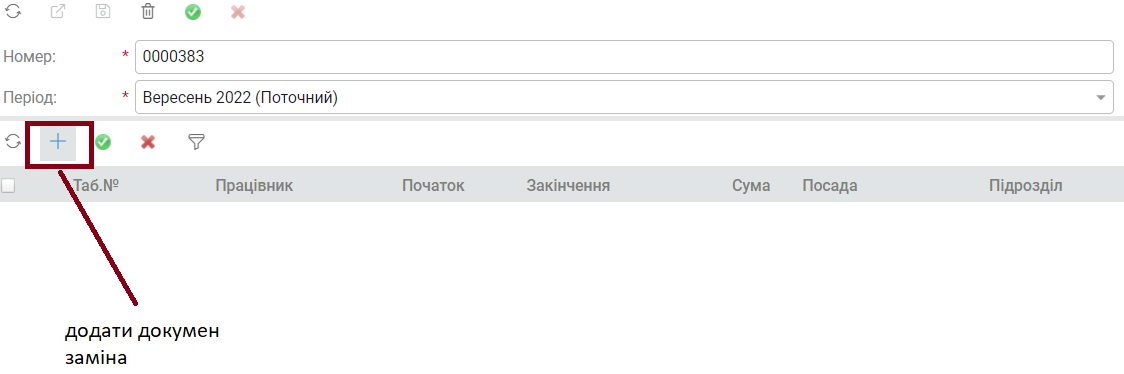 Номер: * 0000383
Період: * Вересень 2022 (Поточний)
Таб.№ Працівник Початок Закінчення Сума Посада Підрозділ
додати докумен
заміна